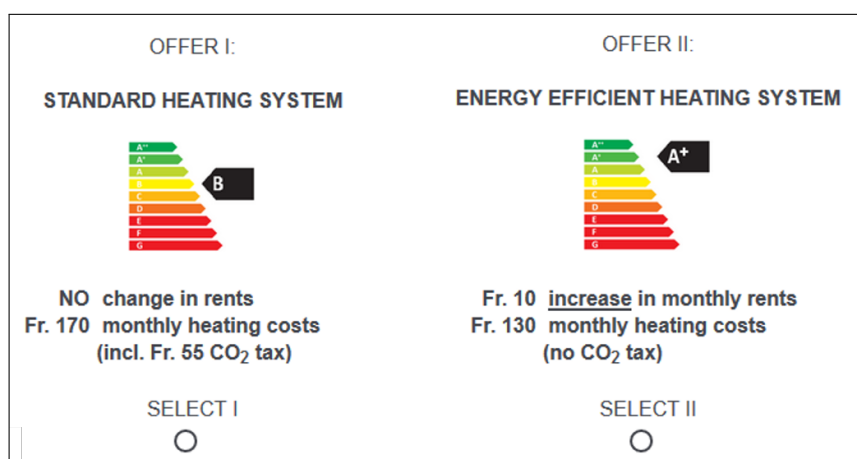 OFFER I:
STANDARD HEATING SYSTEM
A++
A+
A
B
C
D
E
F
G
B
NO change in rents
Fr. 170 monthly heating costs
(incl. Fr. 55 CO2 tax)
SELECT I
OFFER II:
ENERGY EFFICIENT HEATING SYSTEM
A++
A+
A
B
C
D
E
F
G
A+
Fr. 10 increase in monthly rents
Fr. 130 monthly heating costs
(no CO2 tax)
SELECT II